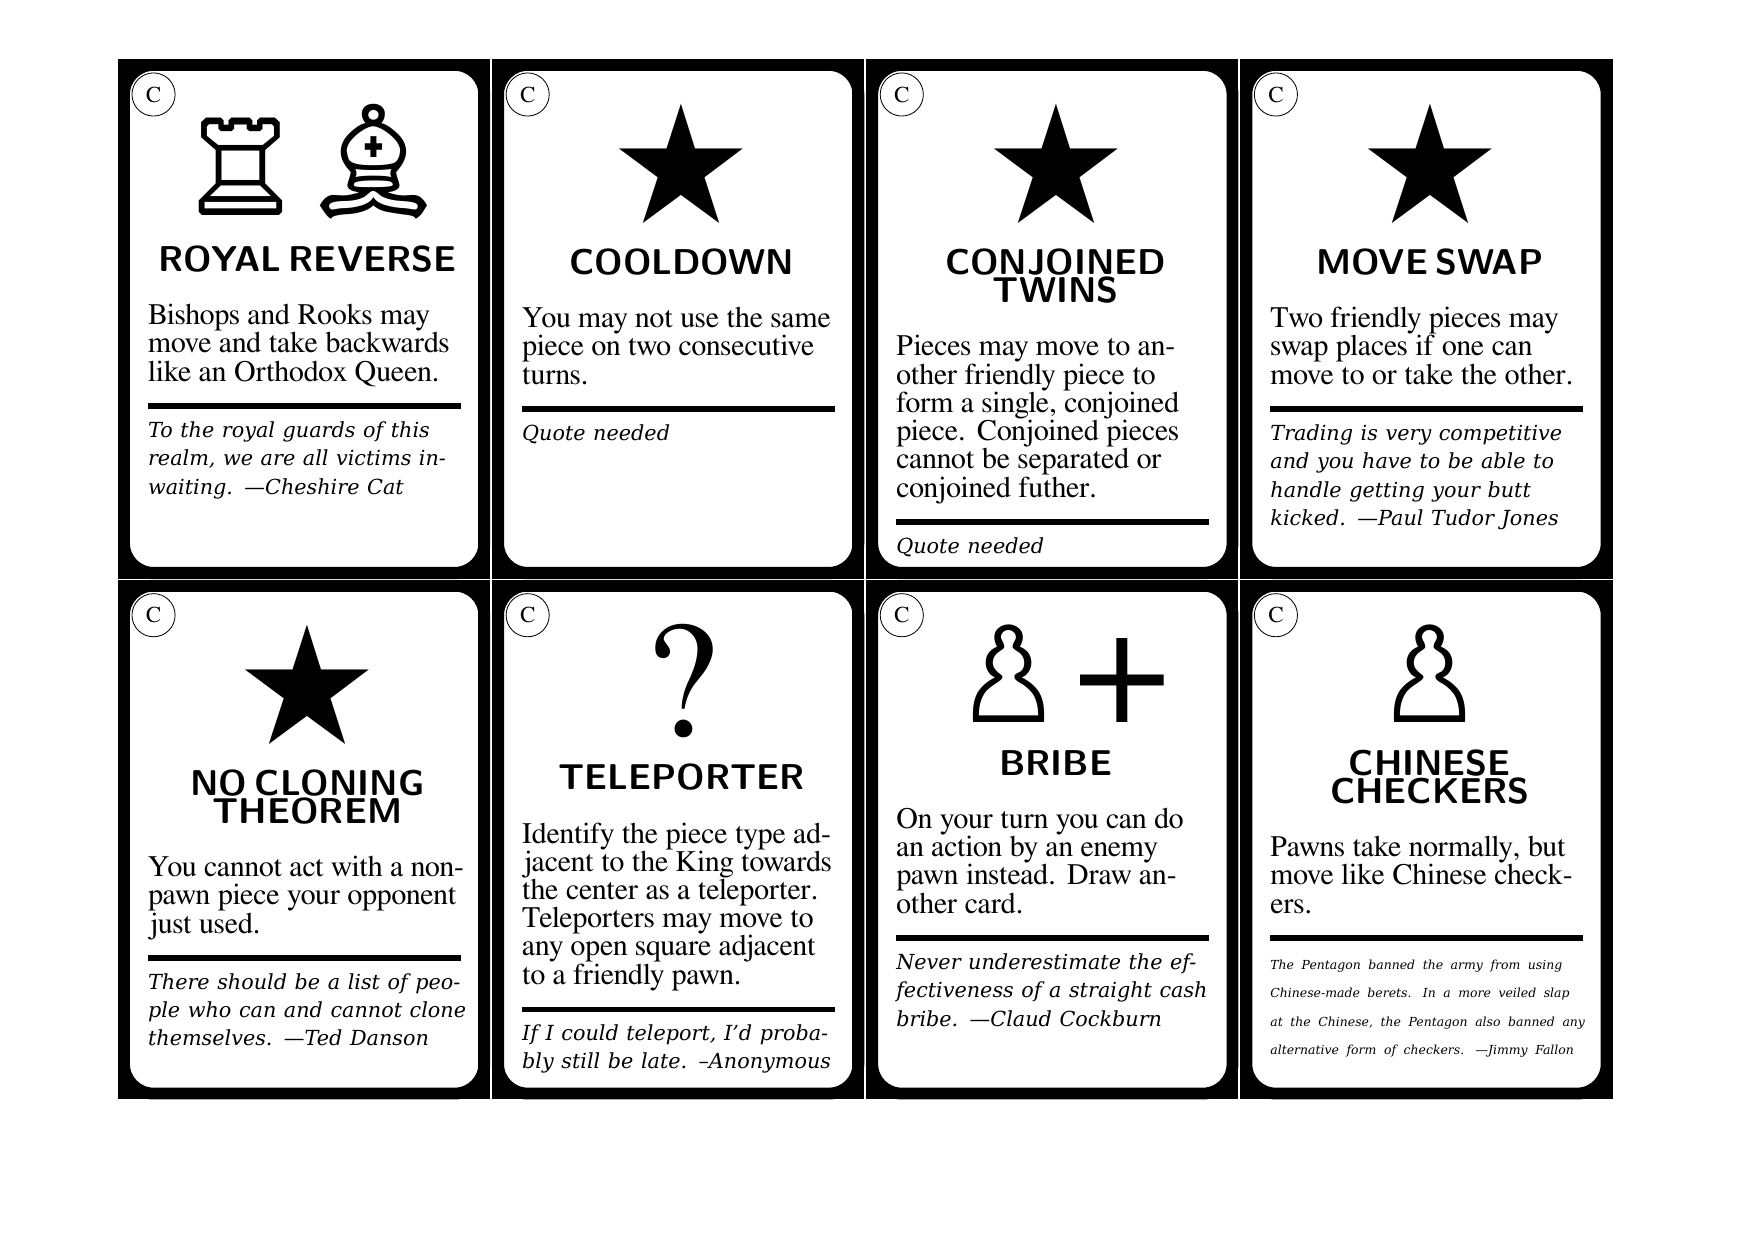 C
ROYAL REVERSE
Bishops and Rooks may
move and take backwards
like an Orthodox Queen.
To the royal guards of this
realm, we are all victims in-
waiting. —Cheshire Cat
C
COOLDOWN
You may not use the same
piece on two consecutive
turns.
Quote needed
C
CONJOINED
TWINS
Pieces may move to an-
other friendly piece to
form a single, conjoined
piece. Conjoined pieces
cannot be separated or
conjoined futher.
Quote needed
C
MOVE SWAP
Two friendly pieces may
swap places if one can
move to or take the other.
Trading is very competitive
and you have to be able to
handle getting your butt
kicked. —Paul Tudor Jones
C
NO CLONING
THEOREM
You cannot act with a non-
pawn piece your opponent
just used.
There should be a list of peo-
ple who can and cannot clone
themselves. —Ted Danson
C
?
TELEPORTER
Identify the piece type ad-
jacent to the King towards
the center as a teleporter.
Teleporters may move to
any open square adjacent
to a friendly pawn.
If I could teleport, I’d proba-
bly still be late. –Anonymous
C
+
BRIBE
On your turn you can do
an action by an enemy
pawn instead. Draw an-
other card.
Never underestimate the ef-
fectiveness of a straight cash
bribe. —Claud Cockburn
C
CHINESE
CHECKERS
Pawns take normally, but
move like Chinese check-
ers.
The Pentagon banned the army from using
Chinese-made berets. In a more veiled slap
at the Chinese, the Pentagon also banned any
alternative form of checkers. —Jimmy Fallon